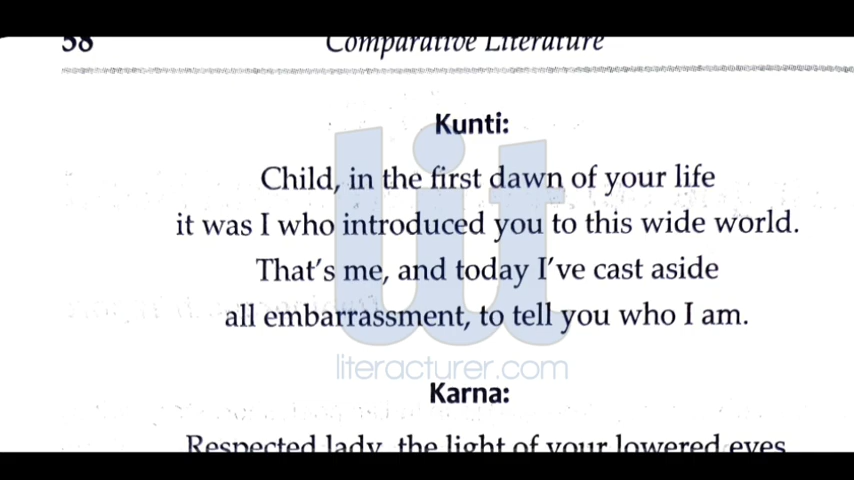 58 Comparative Literature
Kunti:
Child, in the first dawn of your life
it was I who introduced you to this wide world.
That's me, and today I've cast aside
all embarrassment, to tell you who I am.
literacturer.com
Karna:
Respected lady, the light of your lowered eyes